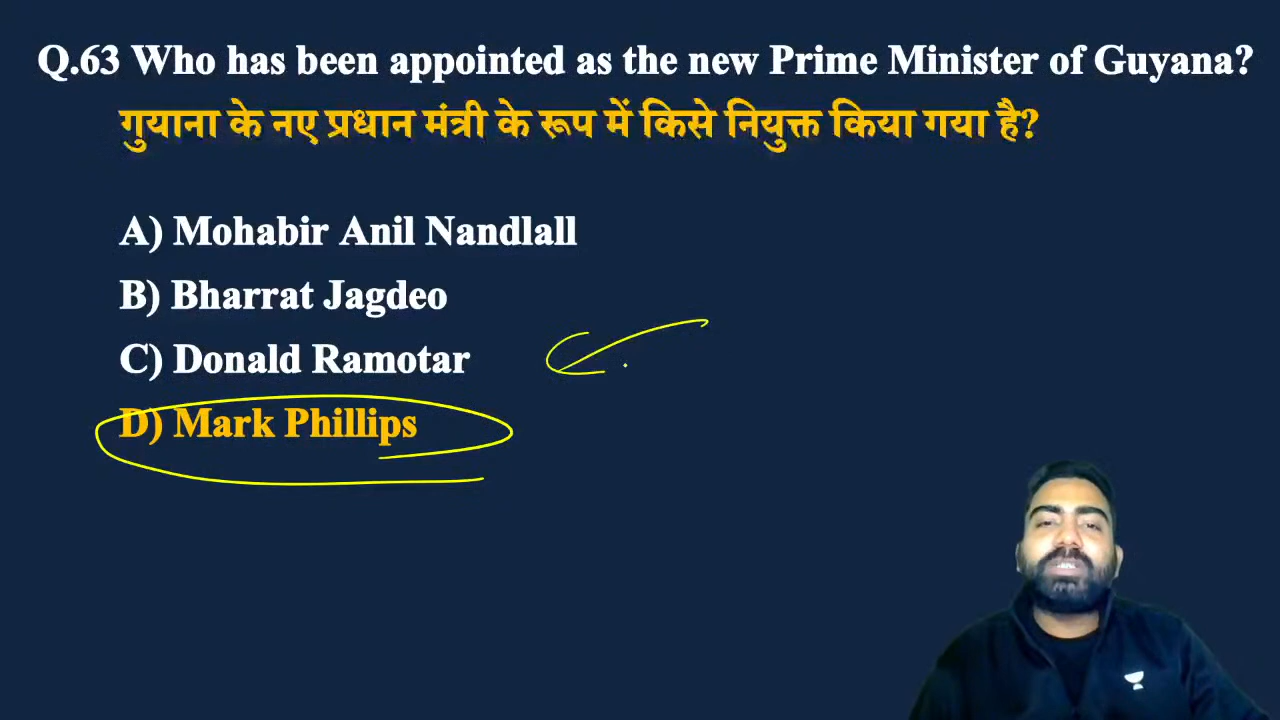 Q.63 Who has been appointed as the new Prime Minister of Guyana?
गुयाना के नए प्रधान मंत्री के रूप में किसे नियुक्त किया गया है?
A) Mohabir Anil Nandlall
B) Bharrat Jagdeo
C) Donald Ramotar
D) Mark Phillips